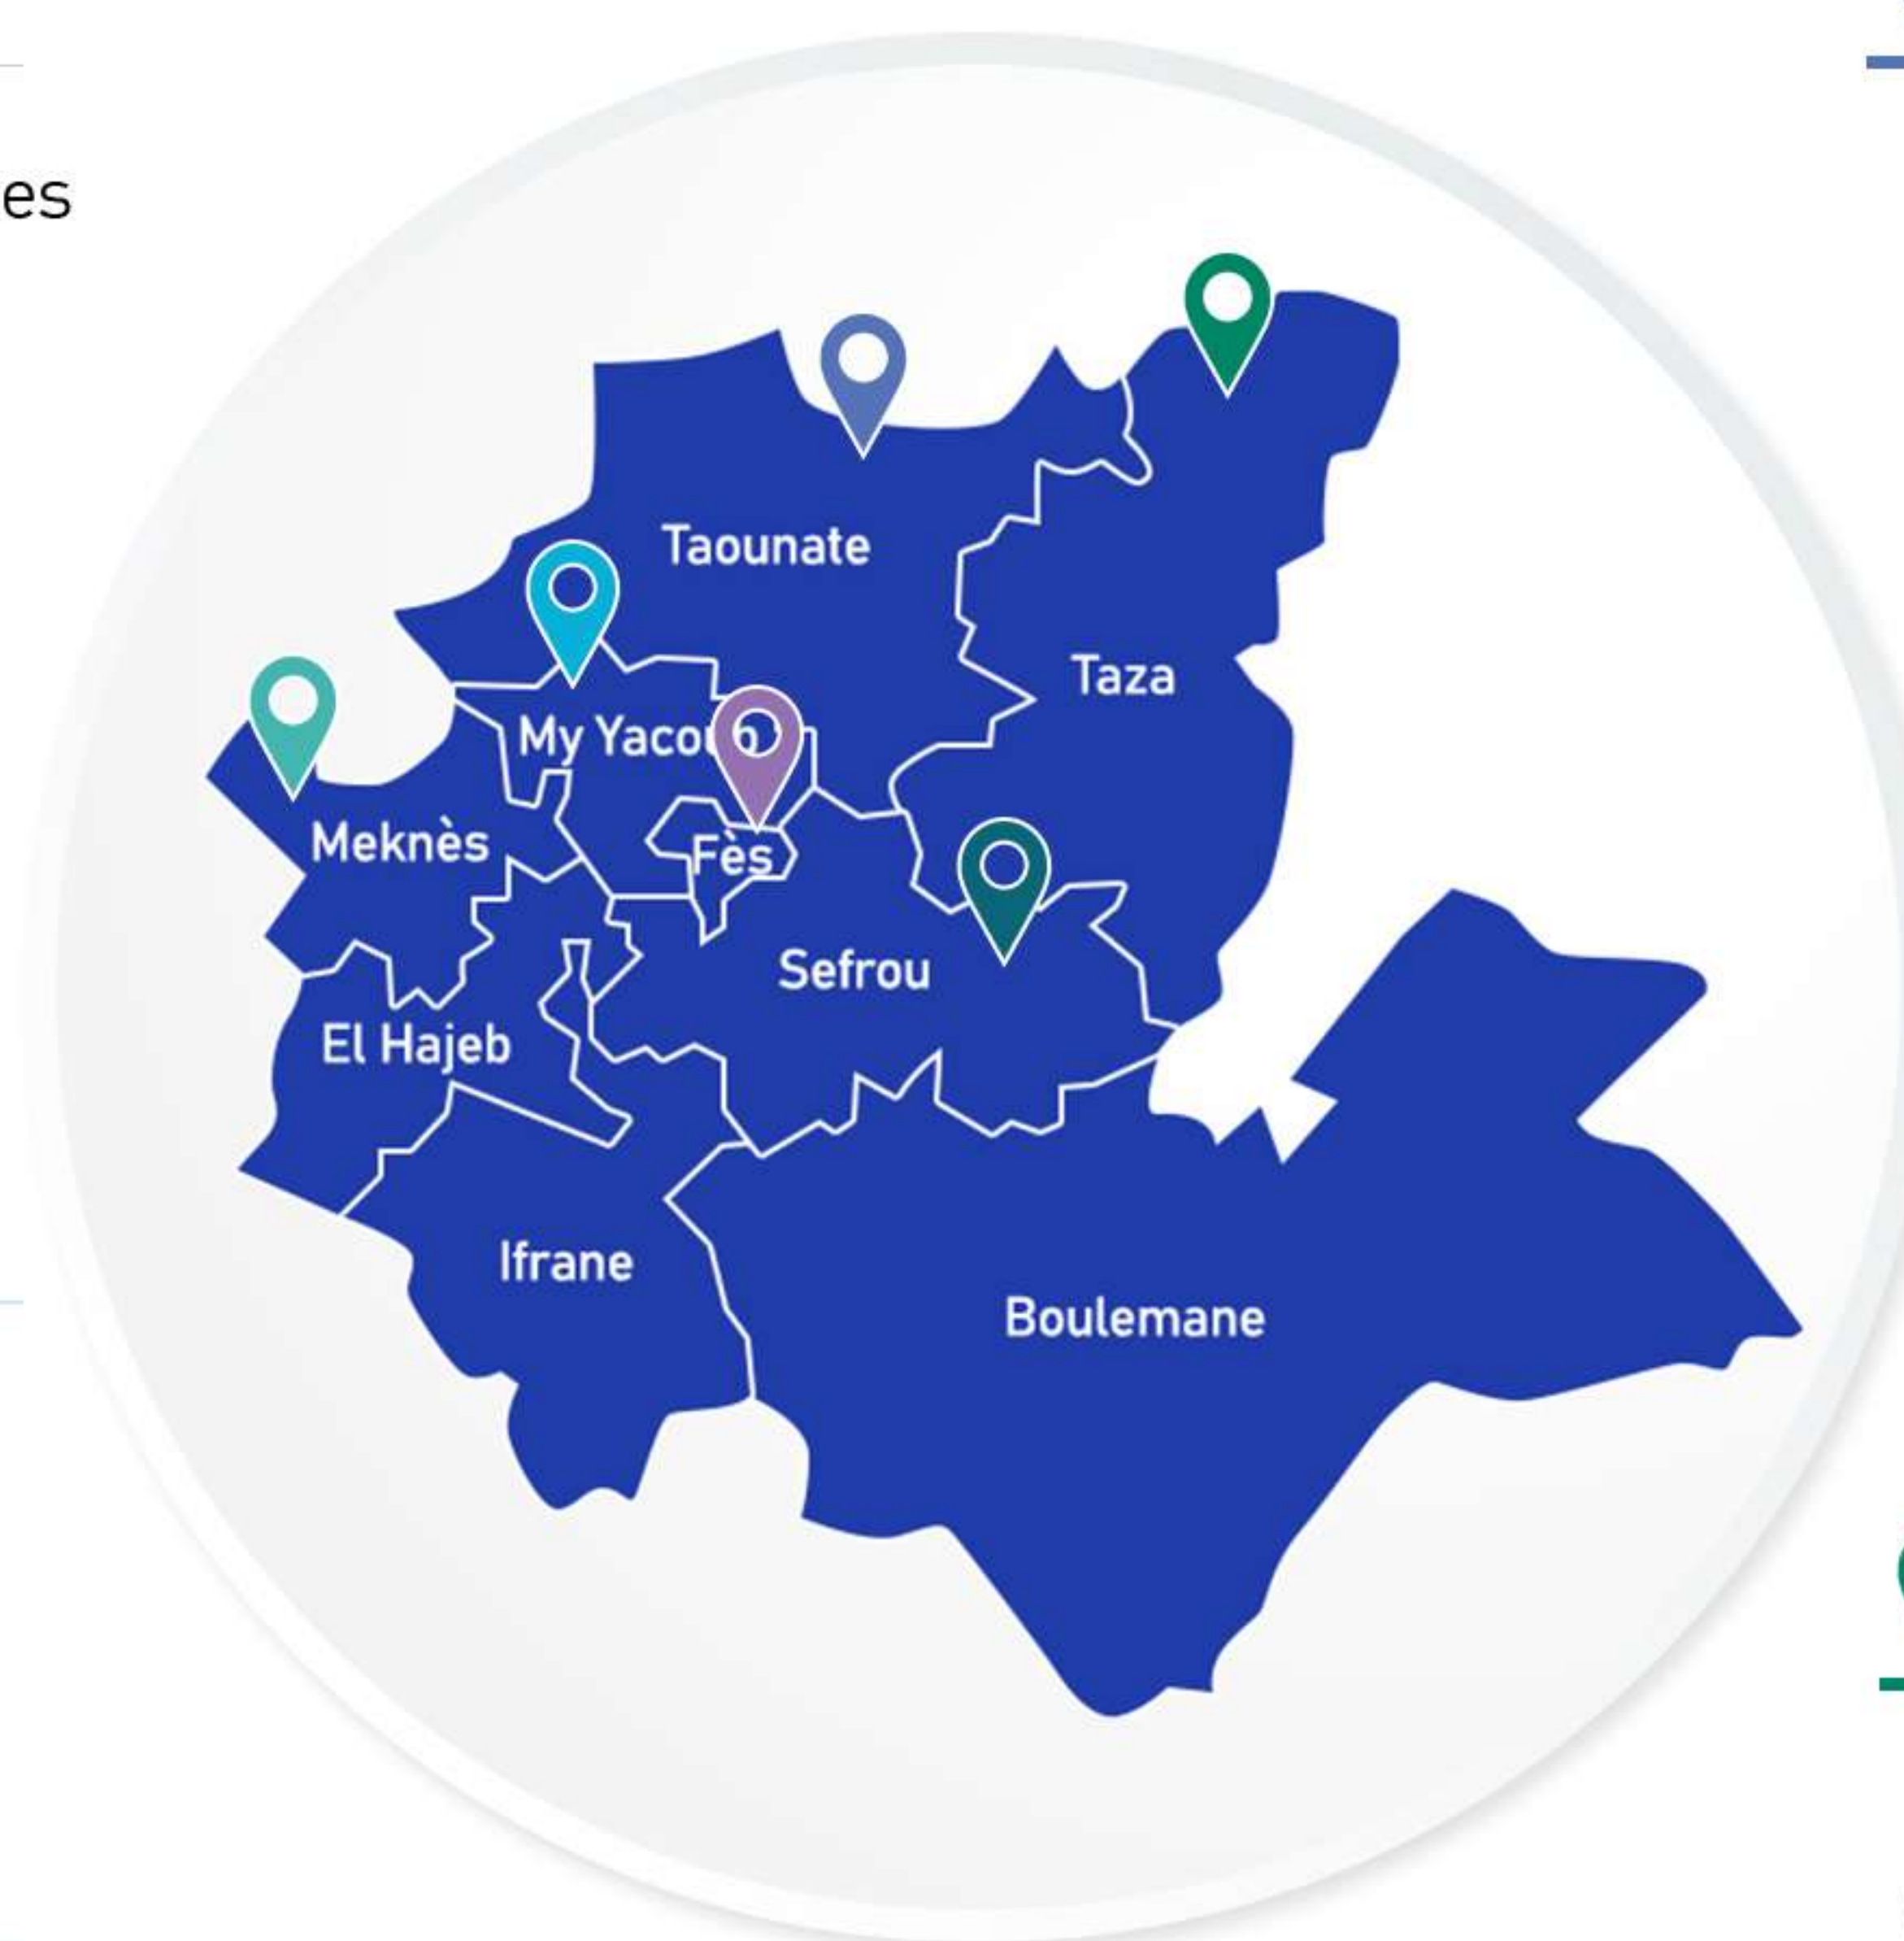 es
Taounate
Taza
My Yacoub
Meknès
Fès
Sefrou
El Hajeb
Ifrane
Boulemane